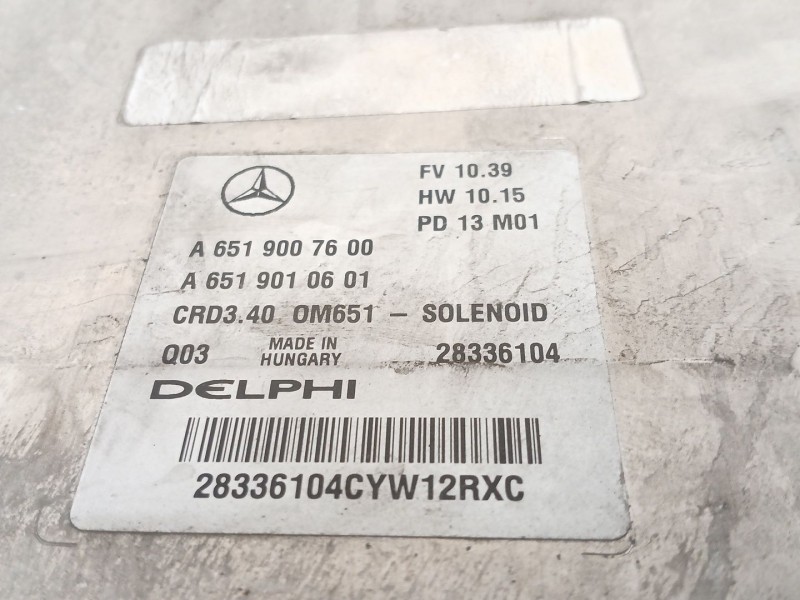 FV 10.39
HW 10.15
PD 13 M01
A 651 900 76 00
A 651 901 06 01
CRD3.40 OM651 - SOLENOID
Q03 MADE IN HUNGARY 28336104
DELPHI
28336104CYW12RXC